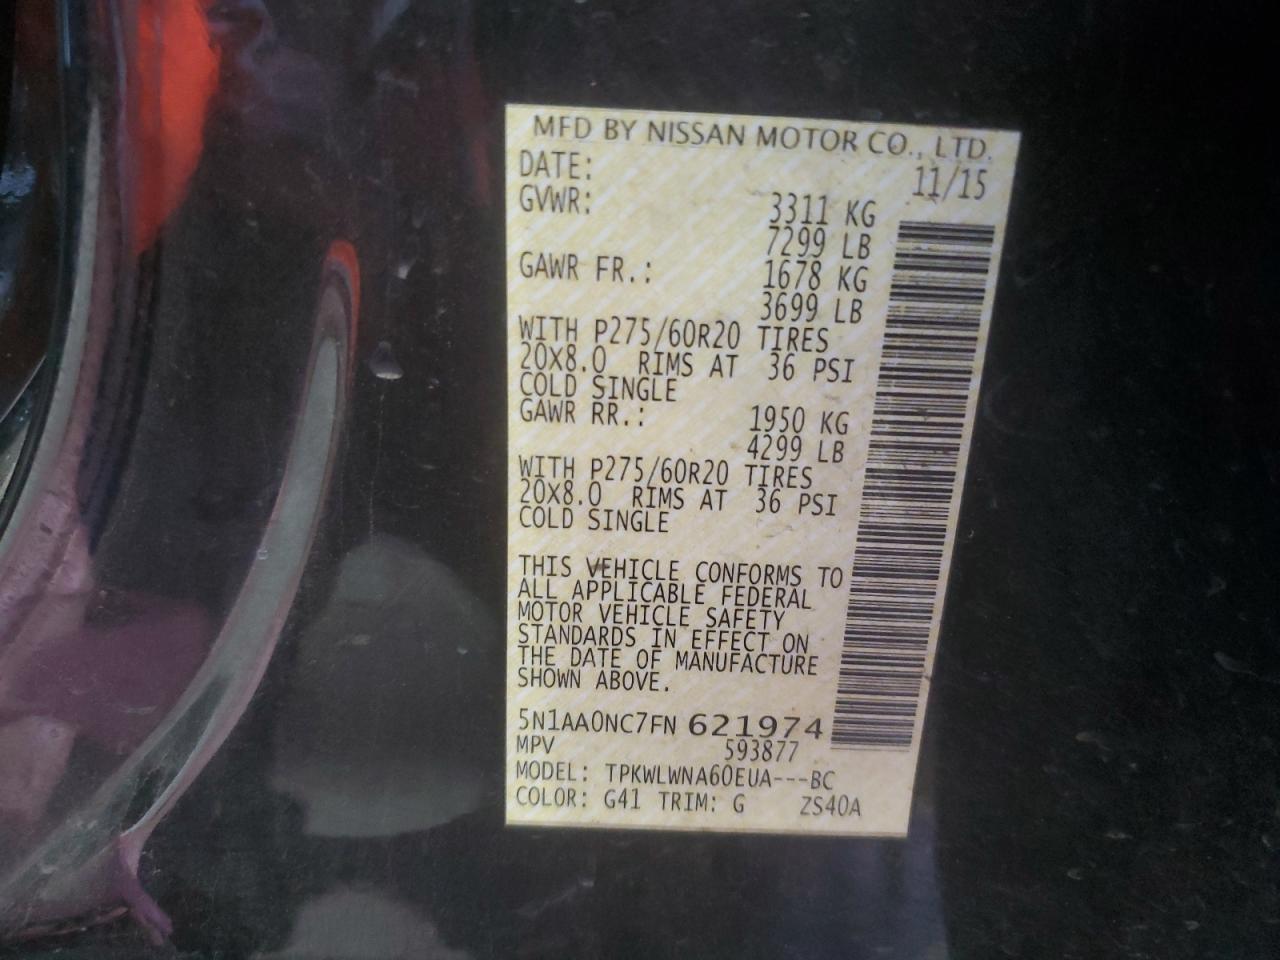 MFD BY NISSAN MOTOR CO., LTD.
DATE: 11/15
GVWR: 3311 KG
7299 LB
GAWR FR.: 1678 KG
3699 LB
WITH P275/60R20 TIRES
20X8.0 RIMS AT 36 PSI
COLD SINGLE
GAWR RR.: 1950 KG
4299 LB
WITH P275/60R20 TIRES
20X8.0 RIMS AT 36 PSI
COLD SINGLE
THIS VEHICLE CONFORMS TO
ALL APPLICABLE FEDERAL
MOTOR VEHICLE SAFETY
STANDARDS IN EFFECT ON
THE DATE OF MANUFACTURE
SHOWN ABOVE.
5N1AA0NC7FN 621974
MPV 593877
MODEL: TPKWLWNA60EUA---BC
COLOR: G41 TRIM: G ZS40A